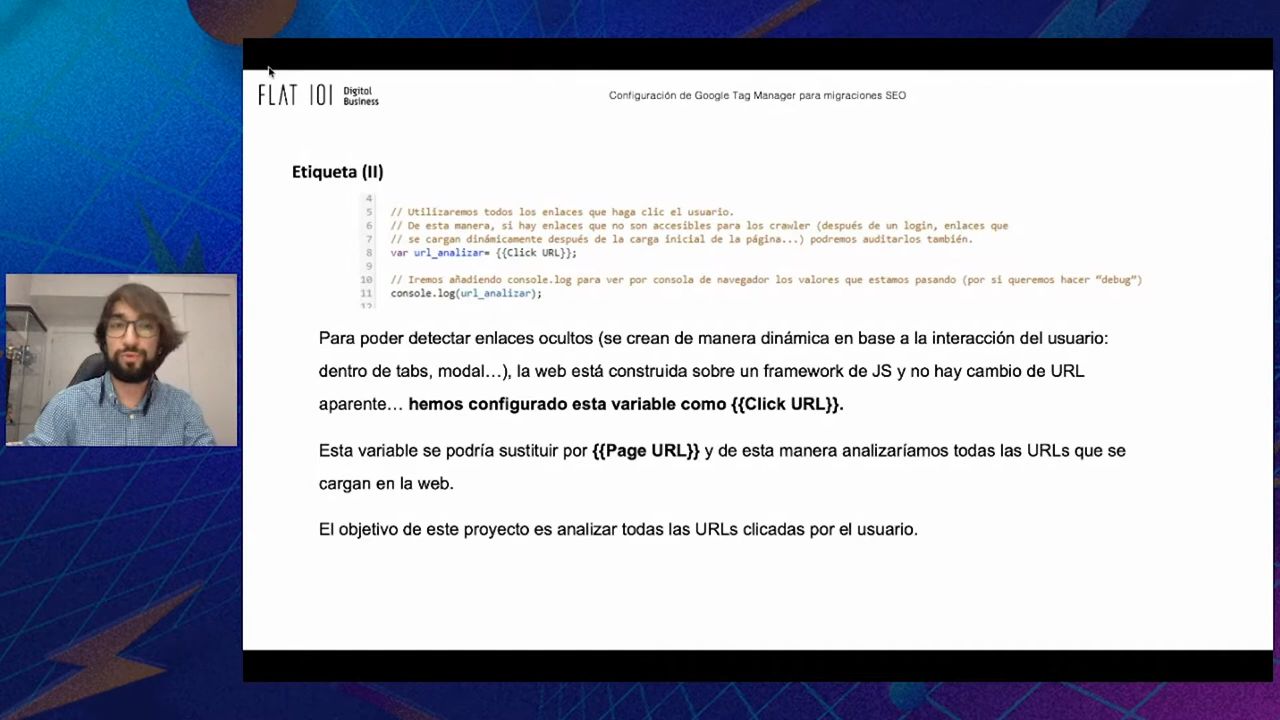 FLAT 101 Digital Business
Configuración de Google Tag Manager para migraciones SEO
Etiqueta (II)
4
5 // Utilizaremos todos los enlaces que haga clic el usuario.
6 // De esta manera, si hay enlaces que no son accesibles para los crawler (después de un login, enlaces que
7 // se cargan dinámicamente después de la carga inicial de la página...) podremos auditarlos también.
8 var url_analizar= {{Click URL}};
9
10 // Iremos añadiendo console.log para ver por consola de navegador los valores que estamos pasando (por si queremos hacer “debug”)
11 console.log(url_analizar);
12
Para poder detectar enlaces ocultos (se crean de manera dinámica en base a la interacción del usuario:
dentro de tabs, modal…), la web está construida sobre un framework de JS y no hay cambio de URL
aparente… hemos configurado esta variable como {{Click URL}}.
Esta variable se podría sustituir por {{Page URL}} y de esta manera analizaríamos todas las URLs que se
cargan en la web.
El objetivo de este proyecto es analizar todas las URLs clicadas por el usuario.